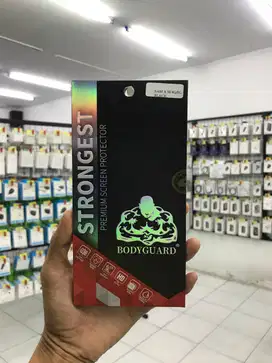 STRONGEST
PREMIUM SCREEN PROTECTOR
BODYGUARD®